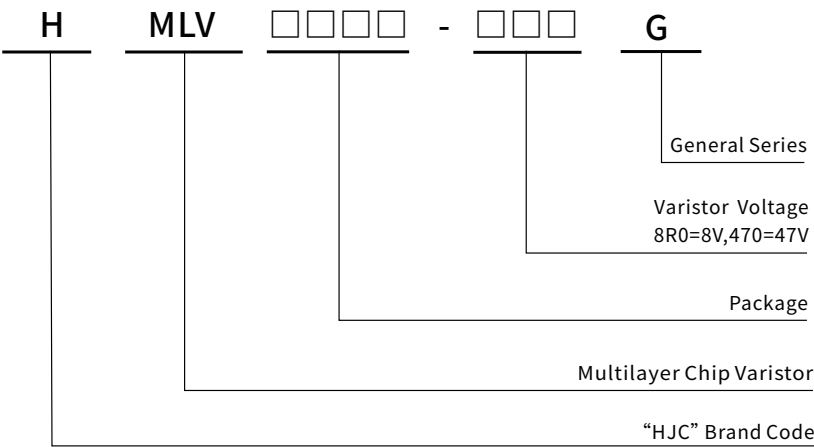 H MLV □□□□ - □□□ G
General Series
Varistor Voltage
8R0=8V,470=47V
Package
Multilayer Chip Varistor
“HJC” Brand Code